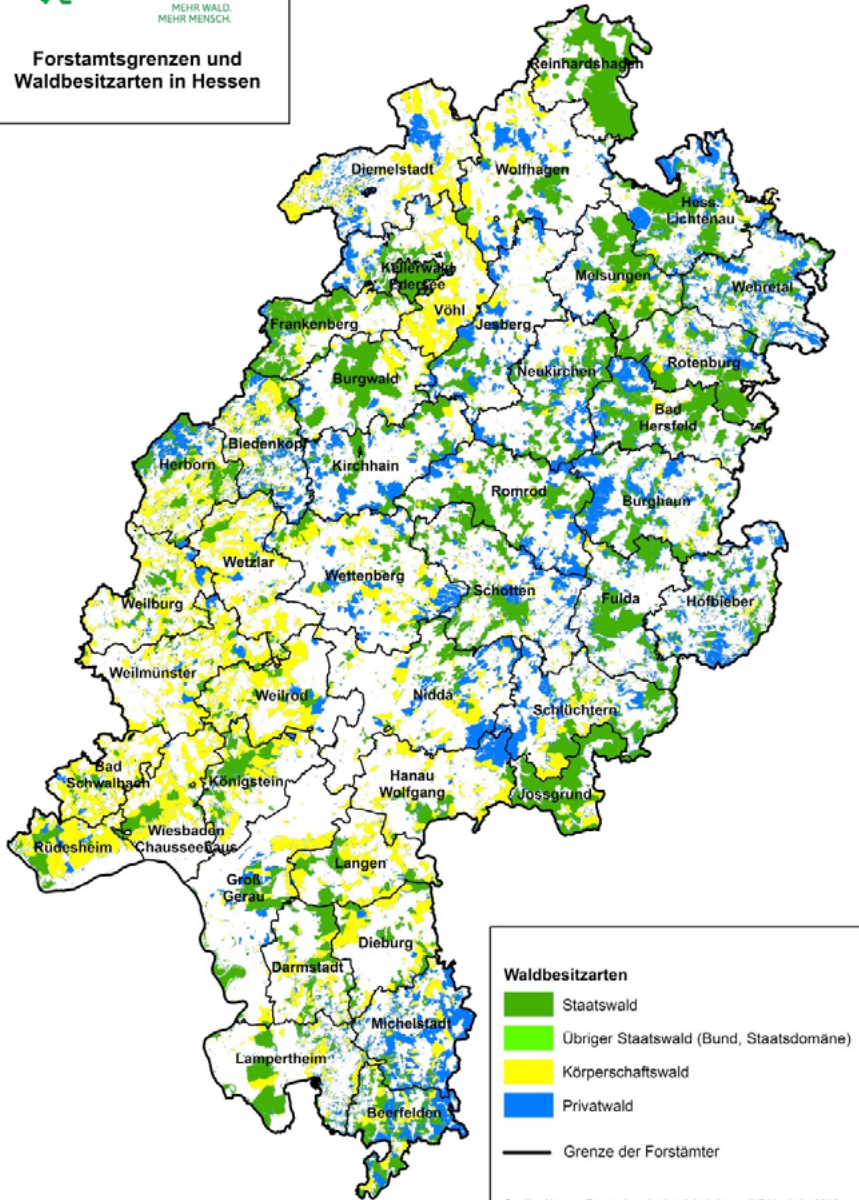 MEHR WALD.
MEHR MENSCH.
Forstamtsgrenzen und
Waldbesitzarten in Hessen
Reinhardshagen
Diemelstadt
Wolfhagen
Hess.
Lichtenau
Kellerwald
Edersee
Melsungen
Wehretal
Vöhl
Frankenberg
Jesberg
Burgwald
Neukirchen
Rotenburg
Bad
Hersfeld
Biedenkopf
Herborn
Kirchhain
Romrod
Burghaun
Wetzlar
Wettenberg
Schotten
Fulda
Hofbieber
Weilburg
Weilmünster
Weilrod
Nidda
Schlüchtern
Bad
Schwalbach
Königstein
Hanau
Wolfgang
Jossgrund
Wiesbaden
Chausseehaus
Rüdesheim
Langen
Groß
Gerau
Dieburg
Darmstadt
Michelstadt
Lampertheim
Beerfelden
Waldbesitzarten
Staatswald
Übriger Staatswald (Bund, Staatsdomäne)
Körperschaftswald
Privatwald
Grenze der Forstämter